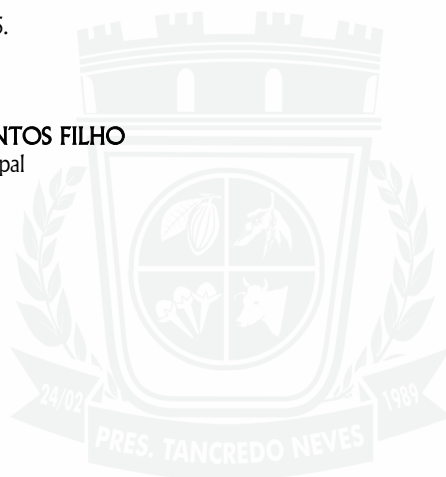 5.
NTOS FILHO
pal
24/02
1989
PRES. TANCREDO NEVES